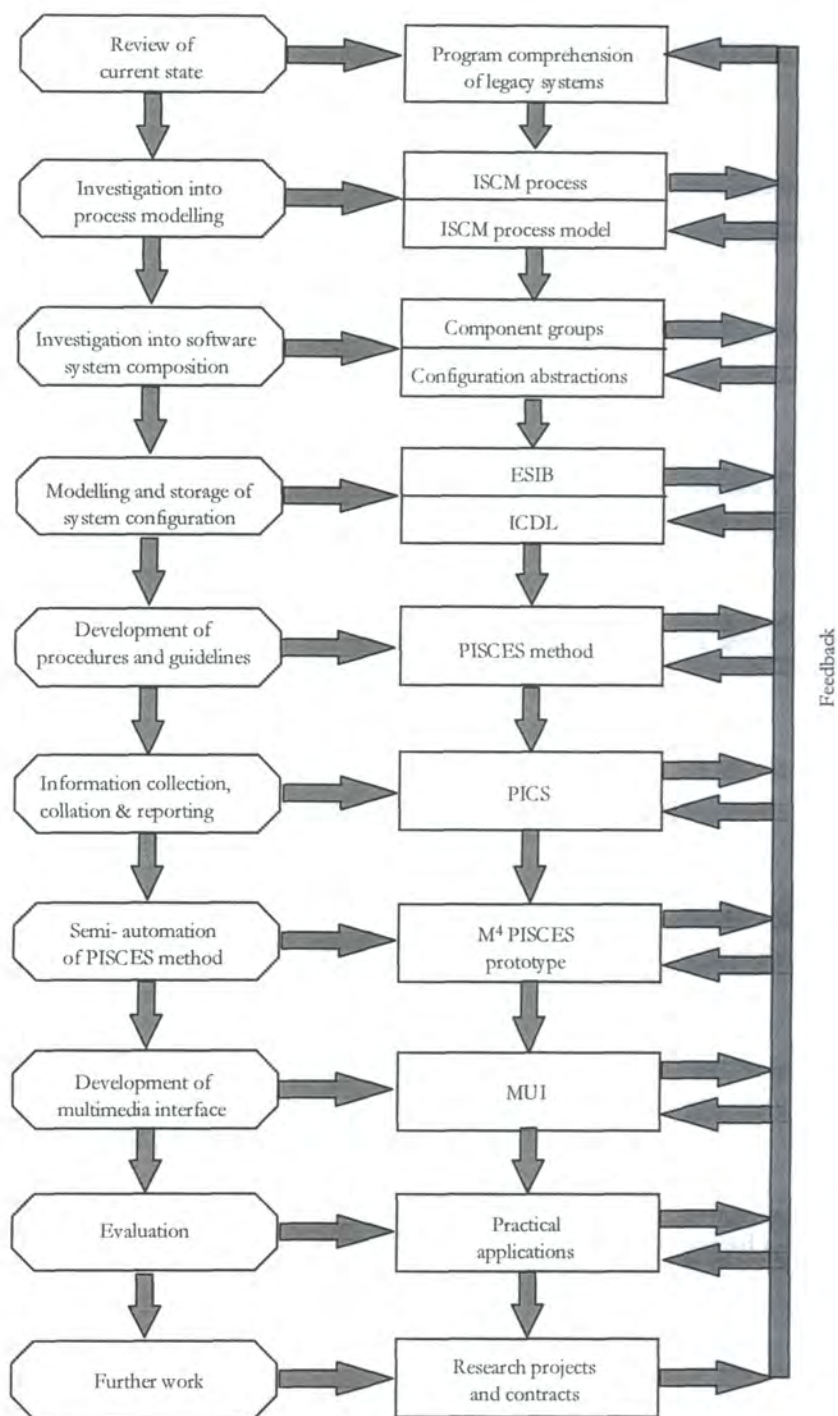 Review of
current state
Program comprehension
of legacy systems
Investigation into
process modelling
ISCM process
ISCM process model
Investigation into software
system composition
Component groups
Configuration abstractions
Modelling and storage of
system configuration
ESIB
ICDL
Development of
procedures and guidelines
PISCES method
Feedback
Information collection,
collation & reporting
PICS
Semi- automation
of PISCES method
M⁴ PISCES
prototype
Development of
multimedia interface
MUI
Evaluation
Practical
applications
Further work
Research projects
and contracts